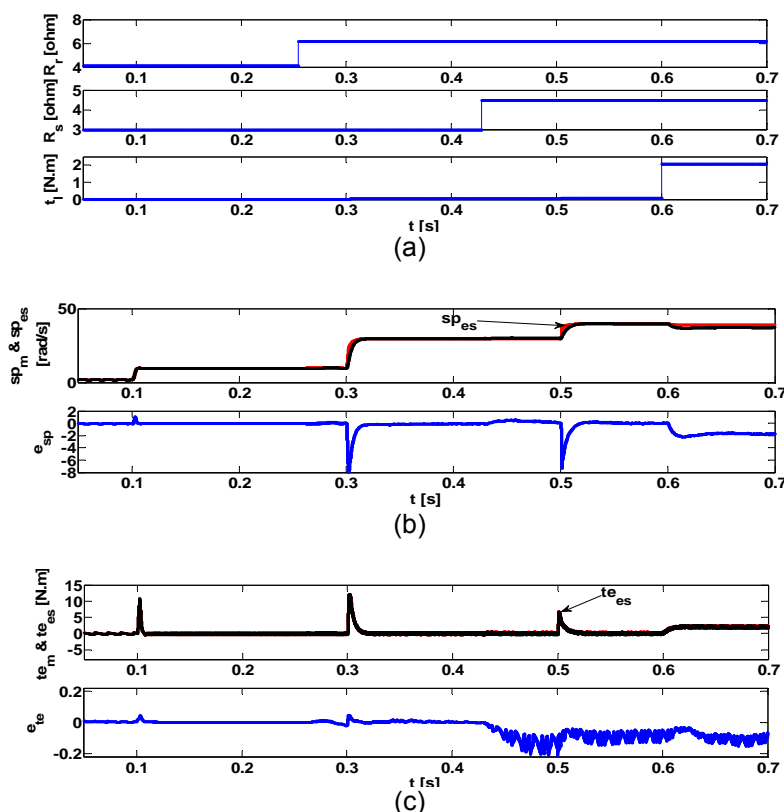 8
6
4
R_r [ohm]
0.1 0.2 0.3 0.4 0.5 0.6 0.7
5
4
3
R_s [ohm]
0.1 0.2 0.3 0.4 0.5 0.6 0.7
2
1
0
t_l [N.m]
0.1 0.2 0.3 0.4 0.5 0.6 0.7
t [s]
(a)
50
0
sp_m & sp_es
[rad/s]
sp_es
0.1 0.2 0.3 0.4 0.5 0.6 0.7
2
0
-2
-4
-6
-8
e_sp
0.1 0.2 0.3 0.4 0.5 0.6 0.7
t [s]
(b)
15
10
5
0
-5
te_m & te_es [N.m]
te_es
0.1 0.2 0.3 0.4 0.5 0.6 0.7
0.2
0
-0.2
e_te
0.1 0.2 0.3 0.4 0.5 0.6 0.7
t [s]
(c)